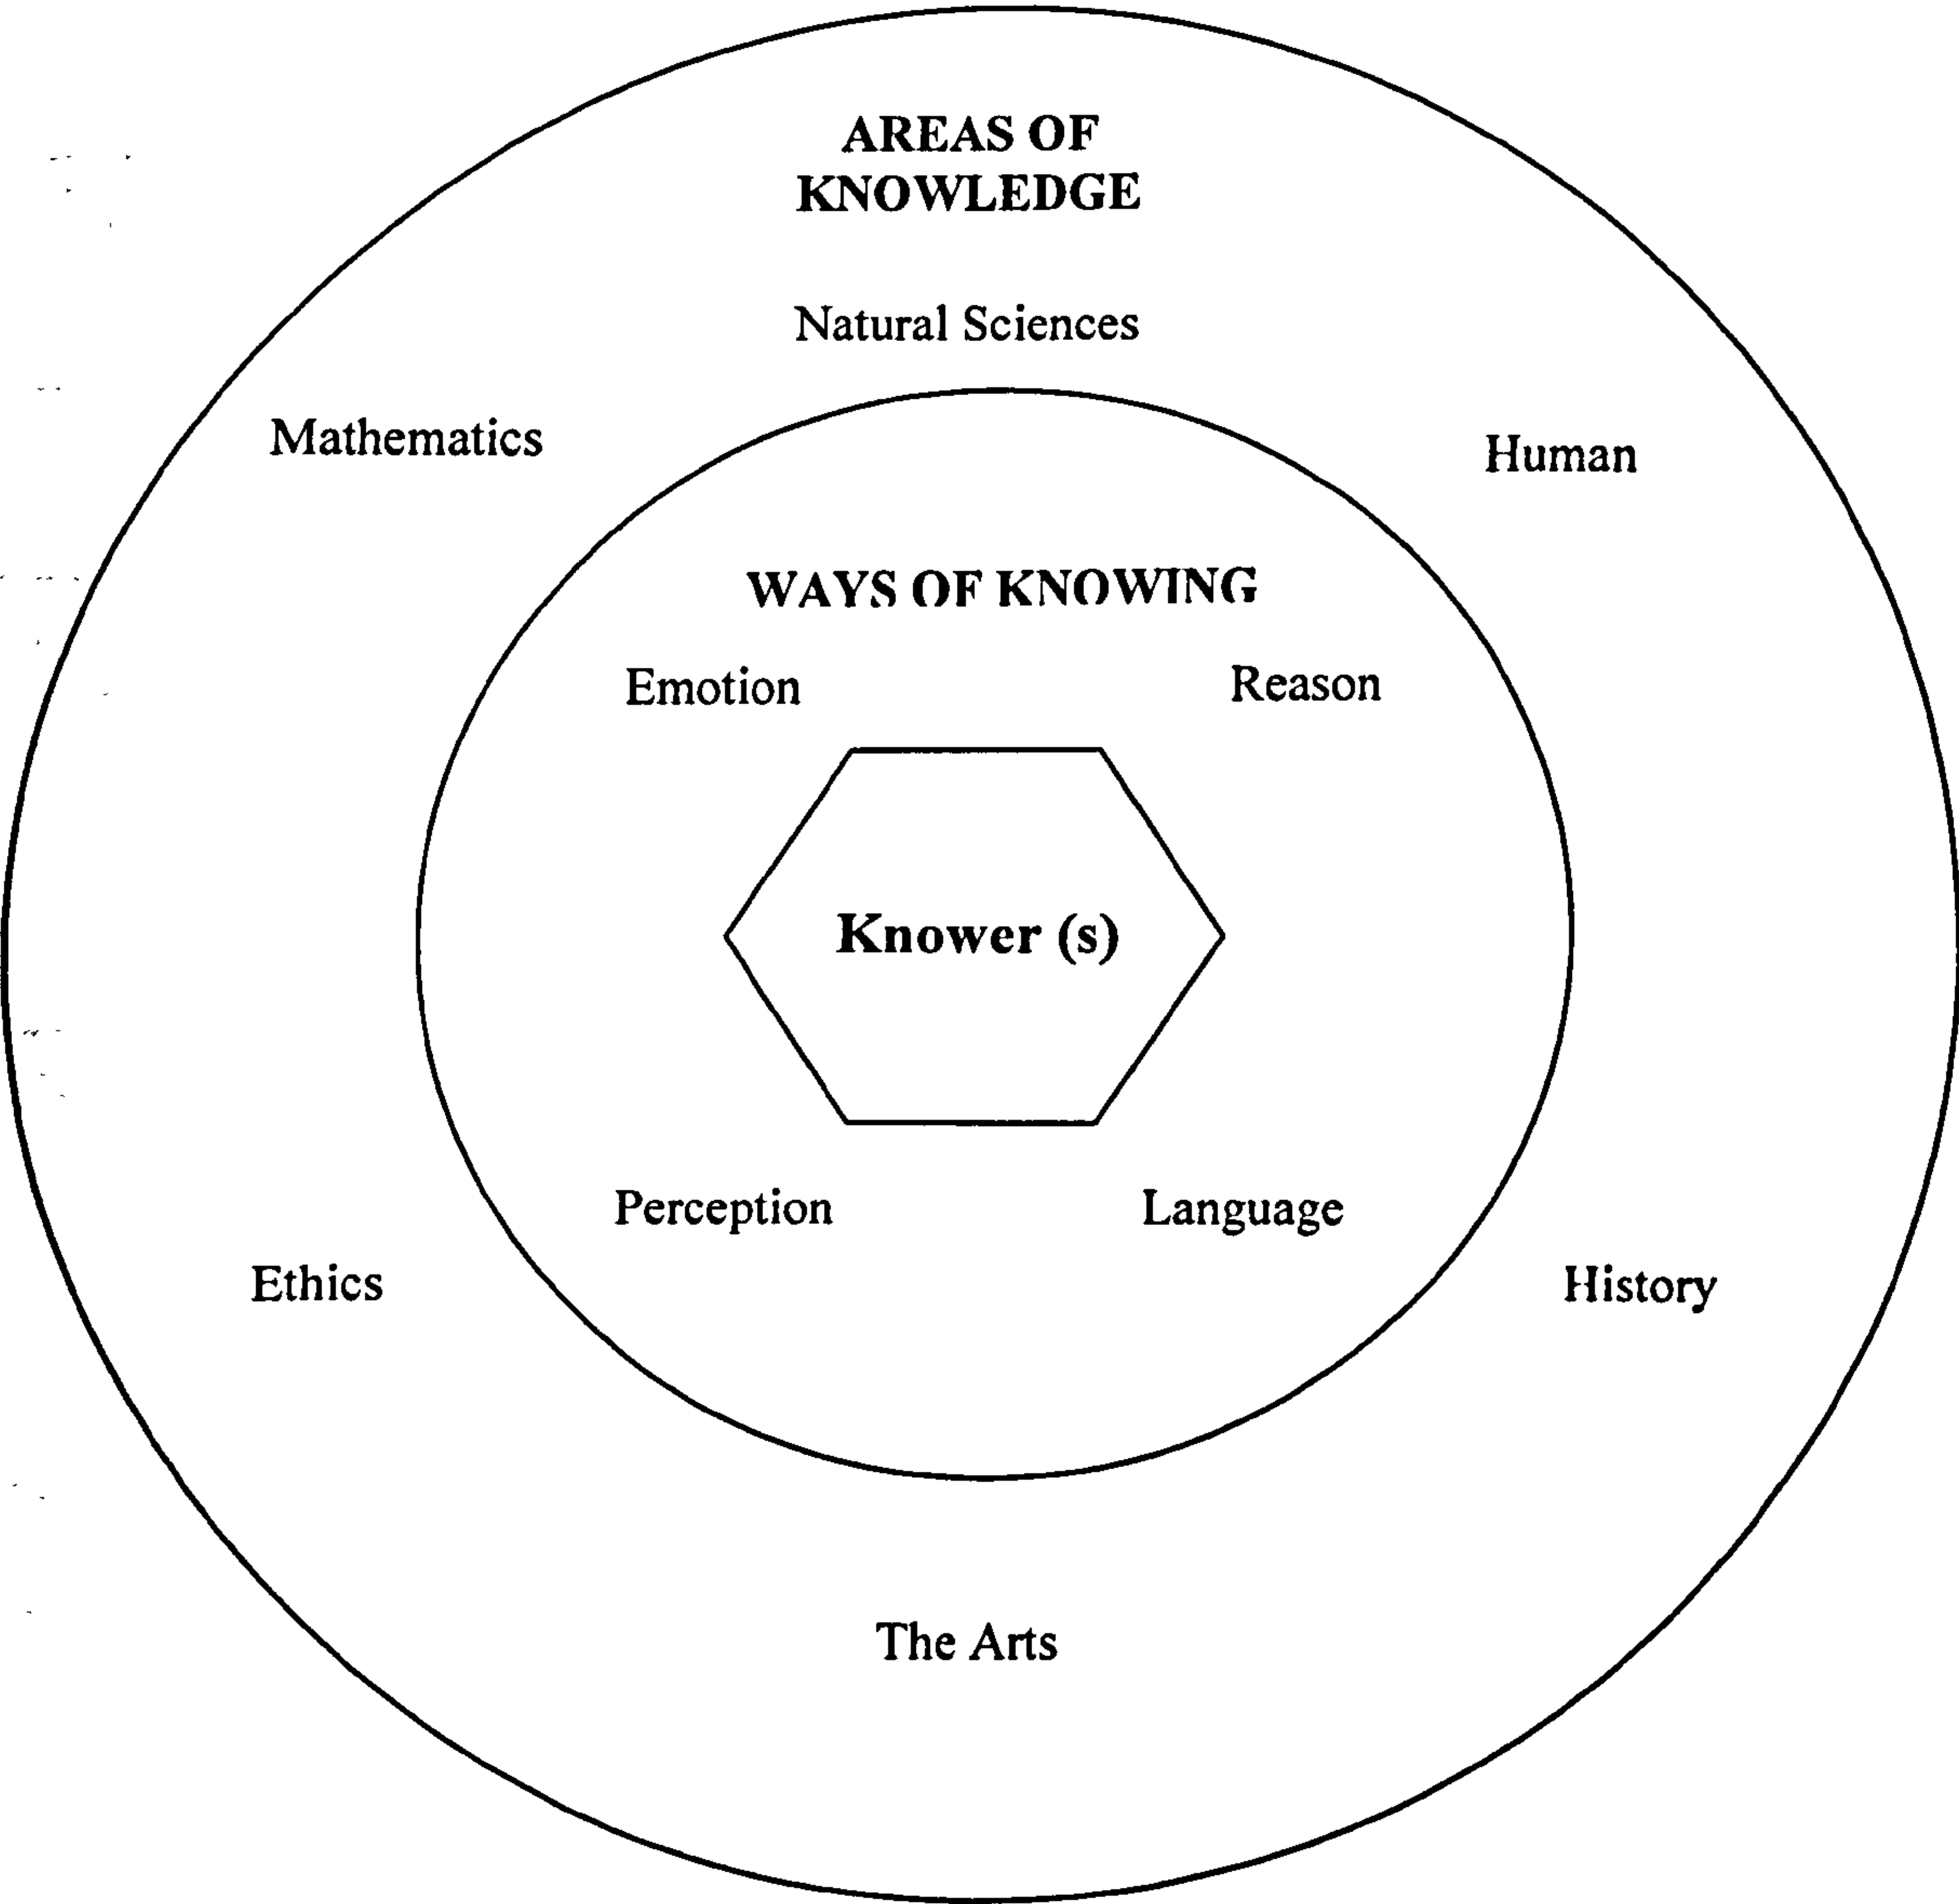 AREAS OF
KNOWLEDGE
Natural Sciences
Mathematics
Human
WAYS OF KNOWING
Emotion
Reason
Knower (s)
Perception
Language
Ethics
History
The Arts